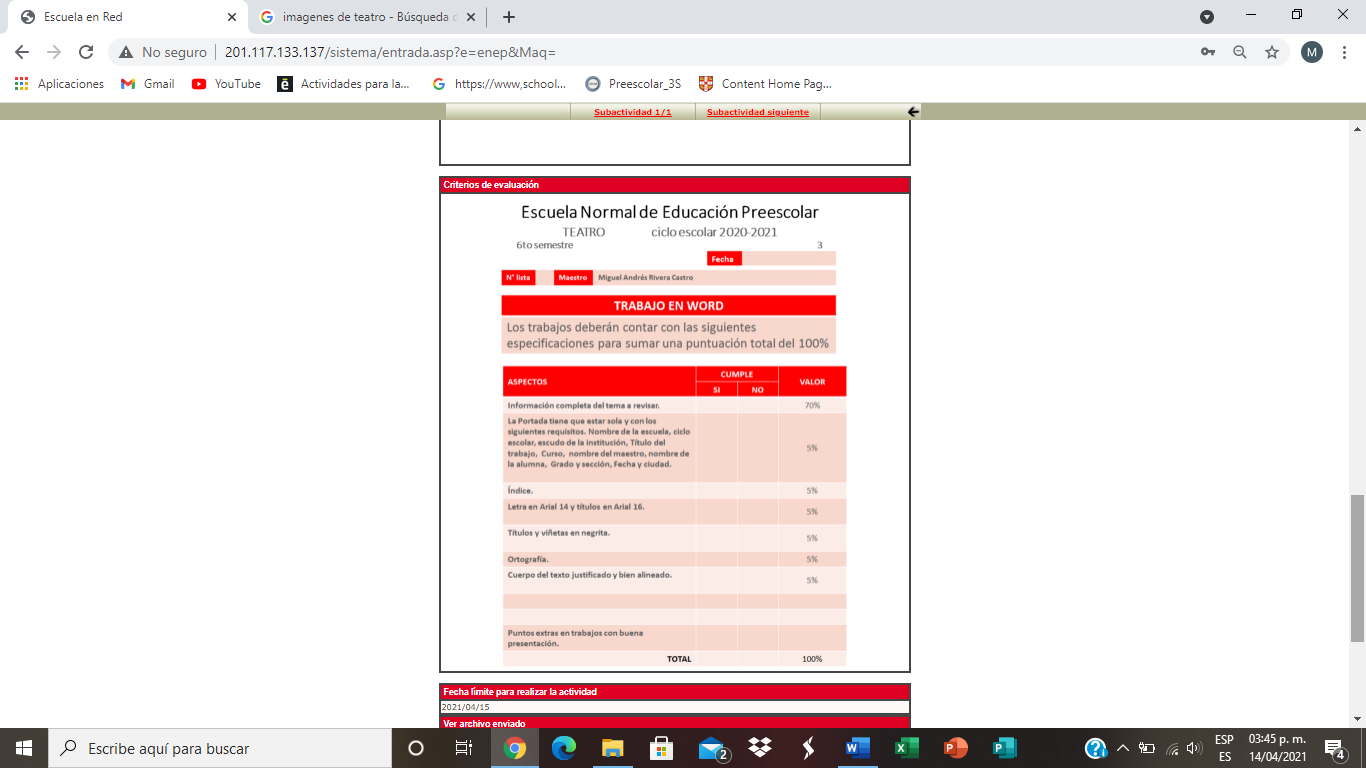 Escuela en Red
imagenes de teatro - Búsqueda d
No seguro
201.117.133.137/sistema/entrada.asp?e=enep&Maq=
M
Aplicaciones
Gmail
YouTube
Actividades para la...
https://www,school...
Preescolar_3S
Content Home Pag...
Subactividad 1/1
Subactividad siguiente
Criterios de evaluación
Escuela Normal de Educación Preescolar
TEATRO ciclo escolar 2020-2021
6to semestre 3
Fecha
N° lista Maestro Miguel Andrés Rivera Castro
TRABAJO EN WORD
Los trabajos deberán contar con las siguientes
especificaciones para sumar una puntuación total del 100%
ASPECTOS CUMPLE VALOR
SI NO
Información completa del tema a revisar. 70%
La Portada tiene que estar sola y con los
siguientes requisitos. Nombre de la escuela, ciclo
escolar, escudo de la institución, Título del
trabajo, Curso, nombre del maestro, nombre de
la alumna, Grado y sección, Fecha y ciudad.
5%
Índice. 5%
Letra en Arial 14 y títulos en Arial 16. 5%
Títulos y viñetas en negrita. 5%
Ortografía. 5%
Cuerpo del texto justificado y bien alineado. 5%
Puntos extras en trabajos con buena
presentación.
TOTAL 100%
Fecha límite para realizar la actividad
2021/04/15
Ver archivo enviado
Escribe aquí para buscar
2
ESP
ES
03:45 p. m.
14/04/2021
4